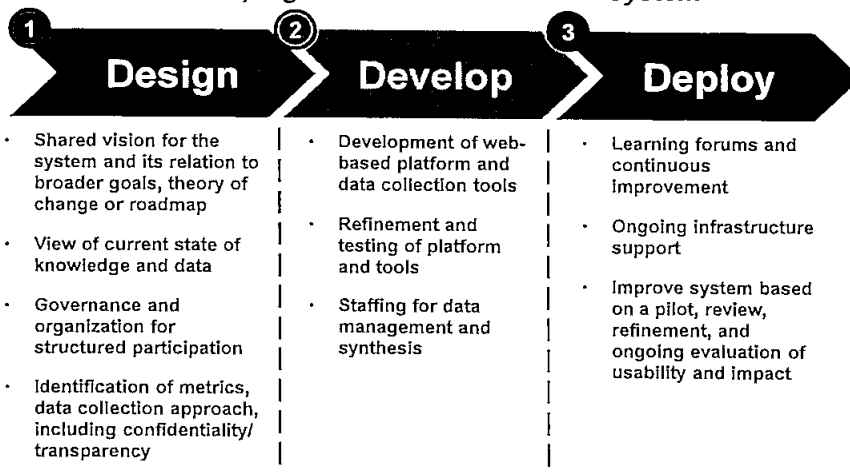 system
1
2
3
Design
Develop
Deploy
· Shared vision for the
system and its relation to
broader goals, theory of
change or roadmap
· View of current state of
knowledge and data
· Governance and
organization for
structured participation
· Identification of metrics,
data collection approach,
including confidentiality/
transparency
· Development of web-
based platform and
data collection tools
· Refinement and
testing of platform
and tools
· Staffing for data
management and
synthesis
· Learning forums and
continuous
improvement
· Ongoing infrastructure
support
· Improve system based
on a pilot, review,
refinement, and
ongoing evaluation of
usability and impact